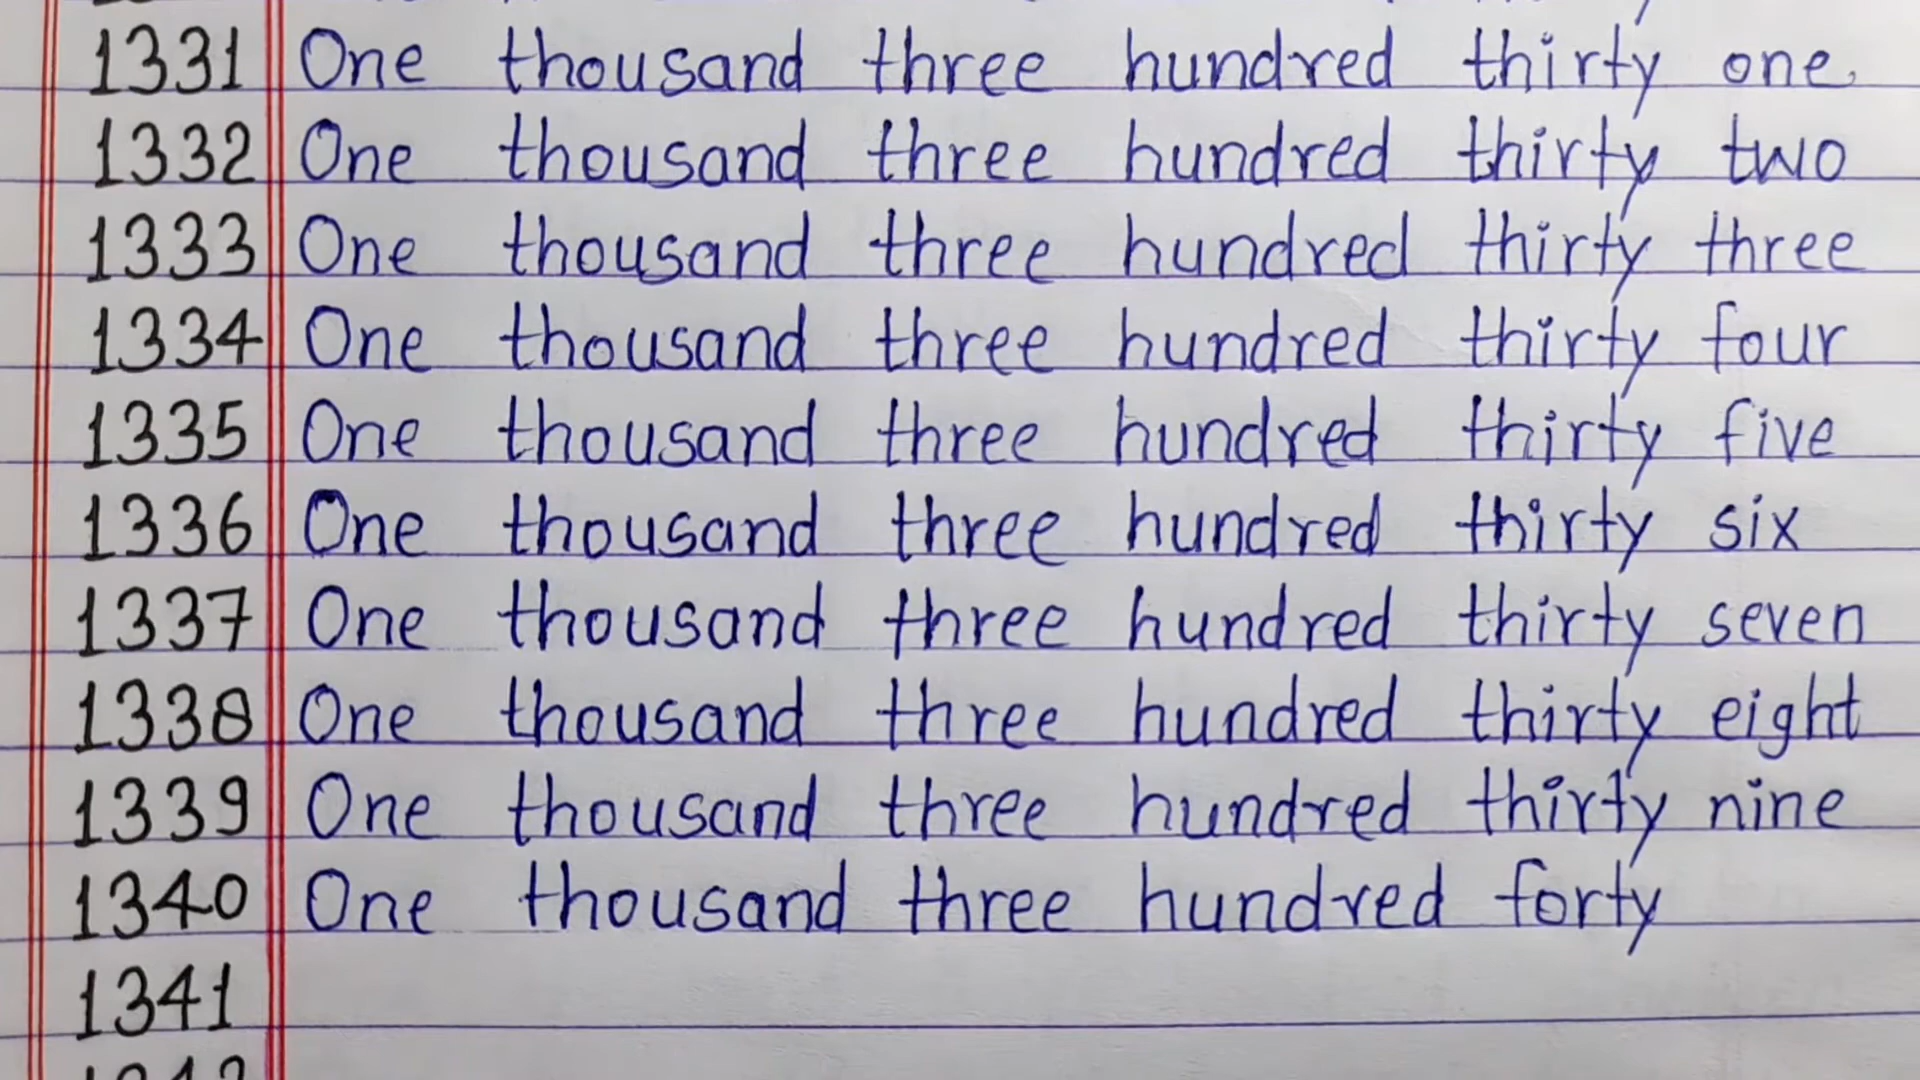 1331 One thousand three hundred thirty one
1332 One thousand three hundred thirty two
1333 One thousand three hundred thirty three
1334 One thousand three hundred thirty four
1335 One thousand three hundred thirty five
1336 One thousand three hundred thirty six
1337 One thousand three hundred thirty seven
1338 One thousand three hundred thirty eight
1339 One thousand three hundred thirty nine
1340 One thousand three hundred forty
1341